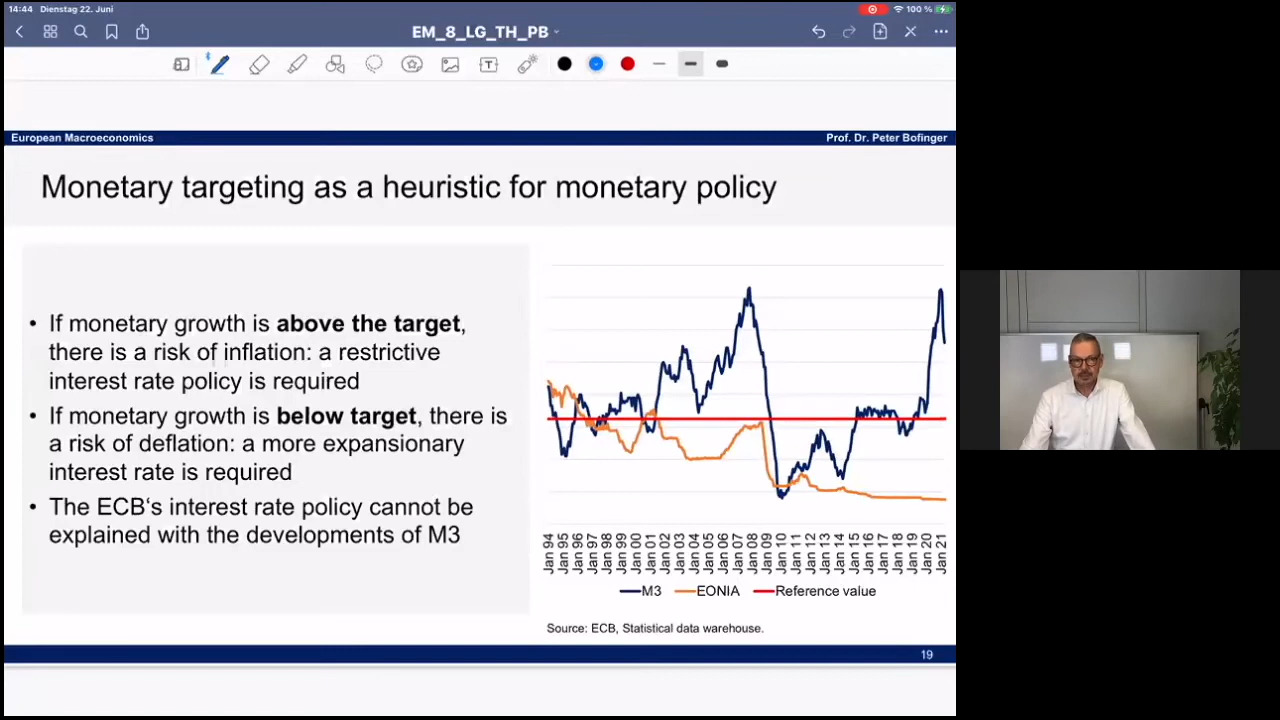 14:44 Dienstag 22. Juni
100 %
EM_8_LG_TH_PB
T
European Macroeconomics
Prof. Dr. Peter Bofinger
Monetary targeting as a heuristic for monetary policy
• If monetary growth is above the target,
there is a risk of inflation: a restrictive
interest rate policy is required
• If monetary growth is below target, there is
a risk of deflation: a more expansionary
interest rate is required
• The ECB‘s interest rate policy cannot be
explained with the developments of M3
Jan 94
Jan 95
Jan 96
Jan 97
Jan 98
Jan 99
Jan 00
Jan 01
Jan 02
Jan 03
Jan 04
Jan 05
Jan 06
Jan 07
Jan 08
Jan 09
Jan 10
Jan 11
Jan 12
Jan 13
Jan 14
Jan 15
Jan 16
Jan 17
Jan 18
Jan 19
Jan 20
Jan 21
M3 EONIA Reference value
Source: ECB, Statistical data warehouse.
19